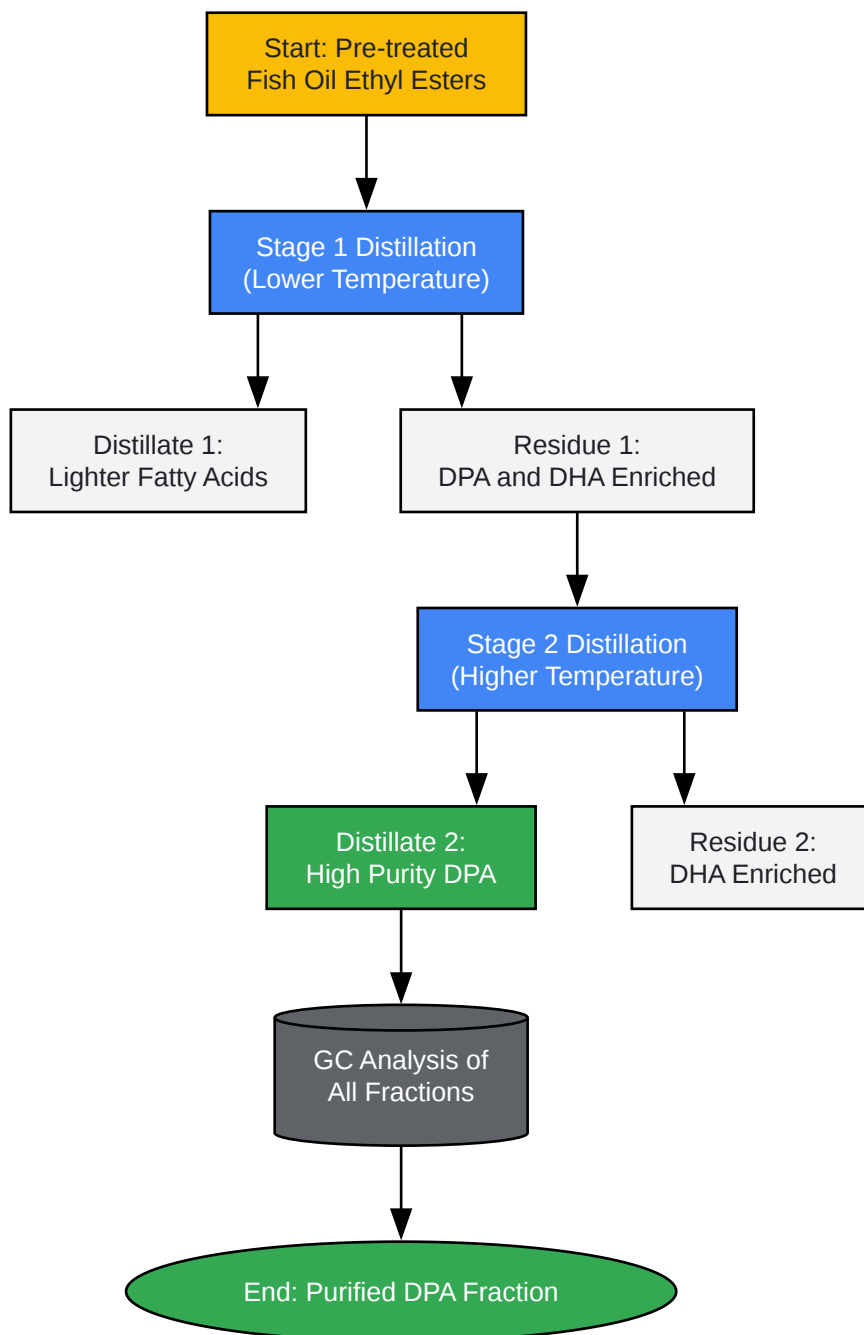 Start: Pre-treated
Fish Oil Ethyl Esters
Stage 1 Distillation
(Lower Temperature)
Distillate 1:
Lighter Fatty Acids
Residue 1:
DPA and DHA Enriched
Stage 2 Distillation
(Higher Temperature)
Distillate 2:
High Purity DPA
Residue 2:
DHA Enriched
GC Analysis of
All Fractions
End: Purified DPA Fraction